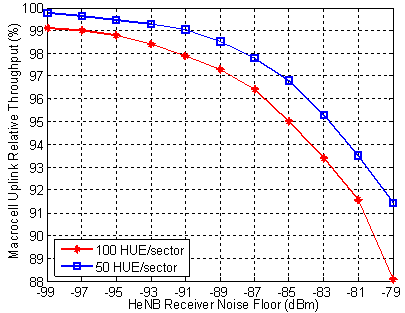 Macrocell Uplink Relative Throughput (%)
100
99
98
97
96
95
94
93
92
91
90
89
88
100 HUE/sector
50 HUE/sector
-99 -97 -95 -93 -91 -89 -87 -85 -83 -81 -79
HeNB Receiver Noise Floor (dBm)